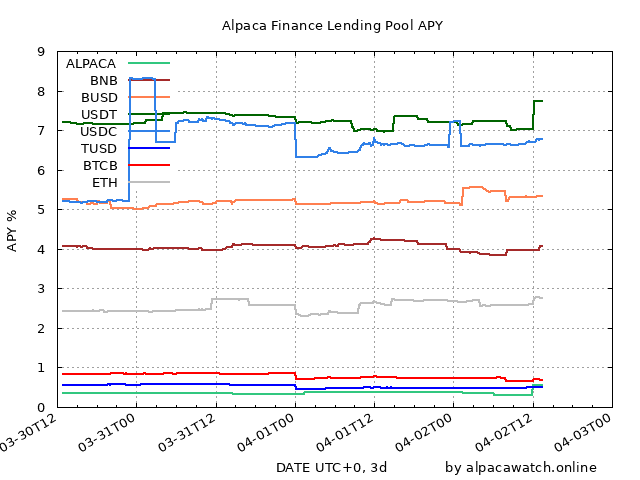 Alpaca Finance Lending Pool APY
9
8
7
6
5
4
3
2
1
0
APY %
ALPACA
BNB
BUSD
USDT
USDC
TUSD
BTCB
ETH
03-30T12
03-31T00
03-31T12
04-01T00
04-01T12
04-02T00
04-02T12
04-03T00
DATE UTC+0, 3d
by alpacawatch.online